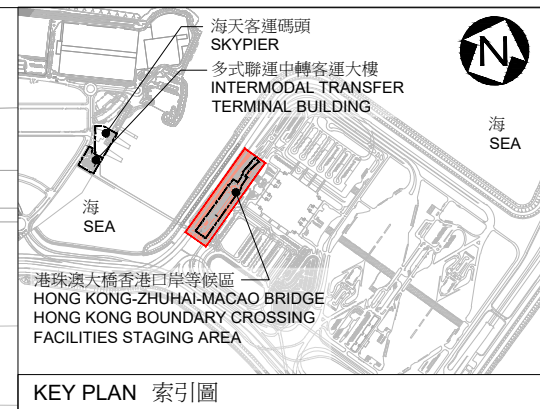 海天客運碼頭
SKYPIER
多式聯運中轉客運大樓
INTERMODAL TRANSFER
TERMINAL BUILDING
N
海
SEA
海
SEA
港珠澳大橋香港口岸等候區
HONG KONG-ZHUHAI-MACAO BRIDGE
HONG KONG BOUNDARY CROSSING
FACILITIES STAGING AREA
KEY PLAN 索引圖